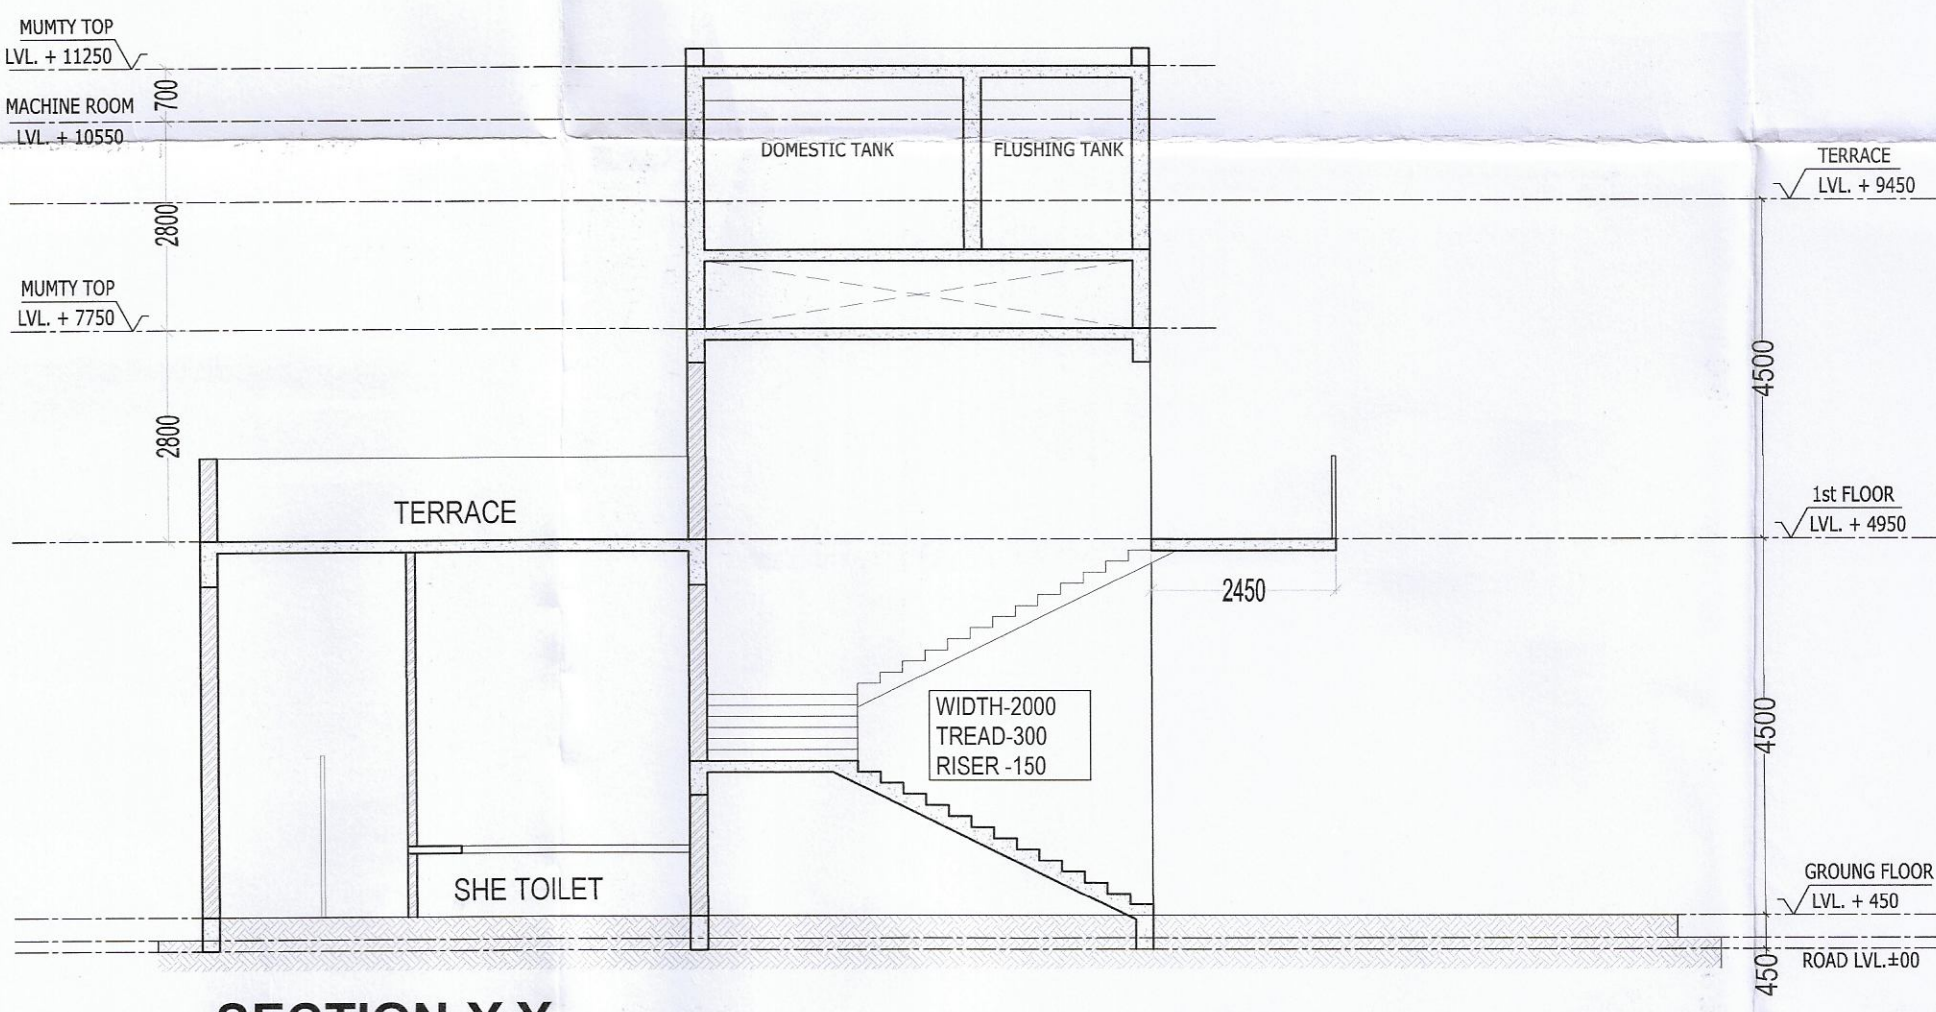 MUMTY TOP
LVL. + 11250
700
MACHINE ROOM
LVL. + 10550
DOMESTIC TANK
FLUSHING TANK
TERRACE
LVL. + 9450
2800
MUMTY TOP
LVL. + 7750
4500
2800
TERRACE
1st FLOOR
LVL. + 4950
2450
WIDTH-2000
TREAD-300
RISER -150
4500
SHE TOILET
GROUNG FLOOR
LVL. + 450
ROAD LVL.±00
450
SECTION-X-X